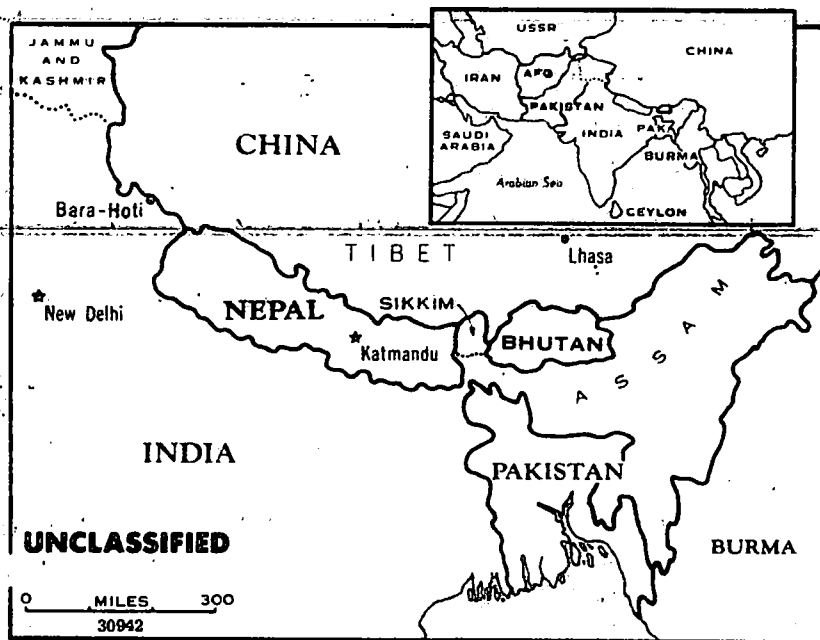 JAMMU
AND
KASHMIR
CHINA
Bara-Hoti
TIBET
Lhasa
New Delhi
NEPAL
SIKKIM
Katmandu
BHUTAN
ASSAM
INDIA
PAKISTAN
BURMA
UNCLASSIFIED
0 MILES 300
30942
USSR
CHINA
IRAN
AFG
PAKISTAN
SAUDI
ARABIA
INDIA
PAK
BURMA
Arabian Sea
CEYLON